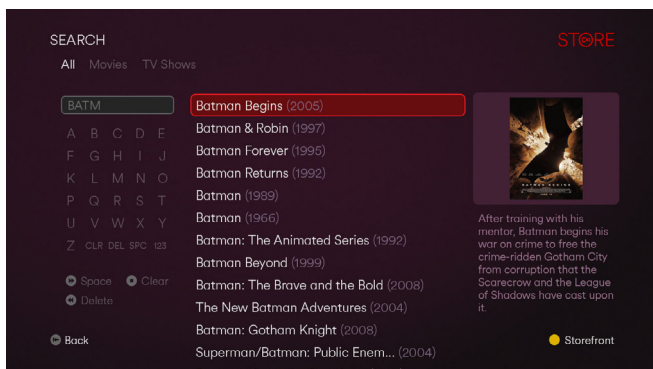 SEARCH
STORE
All Movies TV Shows
BATM
A B C D E
F G H I J
K L M N O
P Q R S T
U V W X Y
Z CLR DEL SPC 123
Space Clear
Delete
Back
Batman Begins (2005)
Batman & Robin (1997)
Batman Forever (1995)
Batman Returns (1992)
Batman (1989)
Batman (1966)
Batman: The Animated Series (1992)
Batman Beyond (1999)
Batman: The Brave and the Bold (2008)
The New Batman Adventures (2004)
Batman: Gotham Knight (2008)
Superman/Batman: Public Enem... (2004)
BATMAN BEGINS
After training with his
mentor, Batman begins his
war on crime to free the
crime-ridden Gotham City
from corruption that the
Scarecrow and the League
of Shadows have cast upon
it.
Storefront